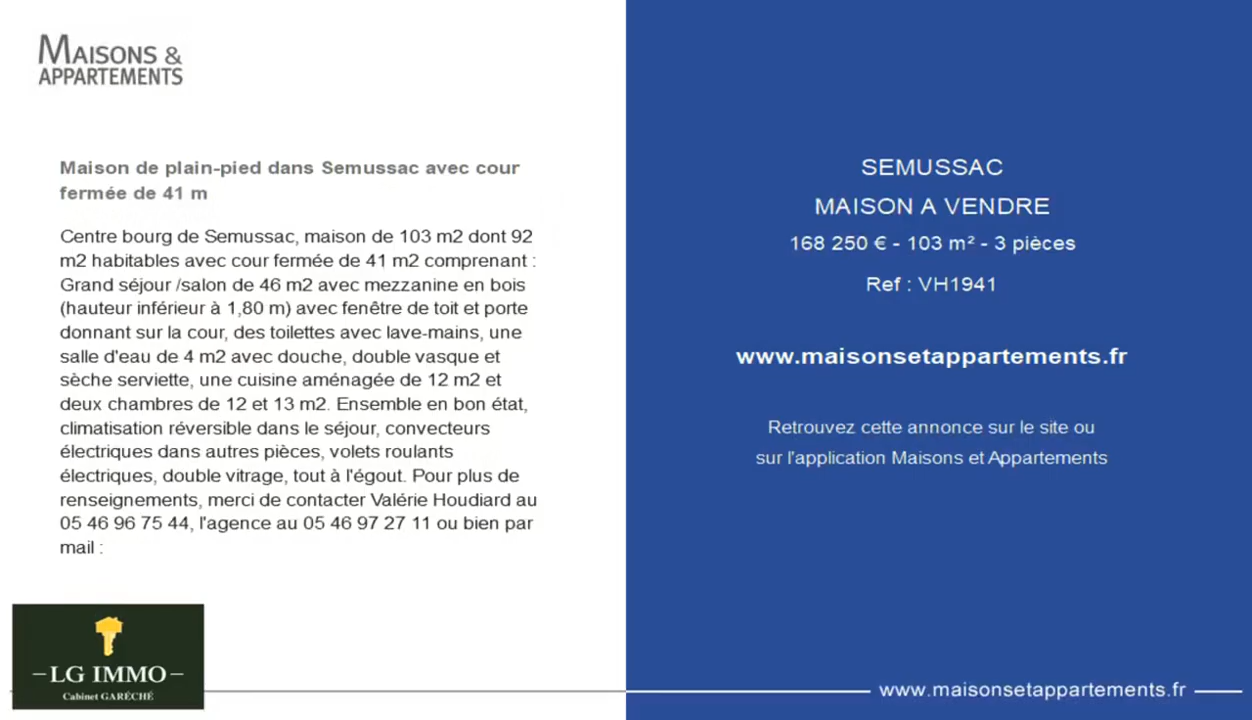 MAISONS &
APPARTEMENTS
Maison de plain-pied dans Semussac avec cour
fermée de 41 m
Centre bourg de Semussac, maison de 103 m2 dont 92
m2 habitables avec cour fermée de 41 m2 comprenant :
Grand séjour /salon de 46 m2 avec mezzanine en bois
(hauteur inférieur à 1,80 m) avec fenêtre de toit et porte
donnant sur la cour, des toilettes avec lave-mains, une
salle d'eau de 4 m2 avec douche, double vasque et
sèche serviette, une cuisine aménagée de 12 m2 et
deux chambres de 12 et 13 m2. Ensemble en bon état,
climatisation réversible dans le séjour, convecteurs
électriques dans autres pièces, volets roulants
électriques, double vitrage, tout à l'égout. Pour plus de
renseignements, merci de contacter Valérie Houdiard au
05 46 96 75 44, l'agence au 05 46 97 27 11 ou bien par
mail :
LG IMMO
Cabinet GARÉCHÉ
SEMUSSAC
MAISON A VENDRE
168 250 € - 103 m² - 3 pièces
Ref : VH1941
www.maisonsetappartements.fr
Retrouvez cette annonce sur le site ou
sur l'application Maisons et Appartements
www.maisonsetappartements.fr